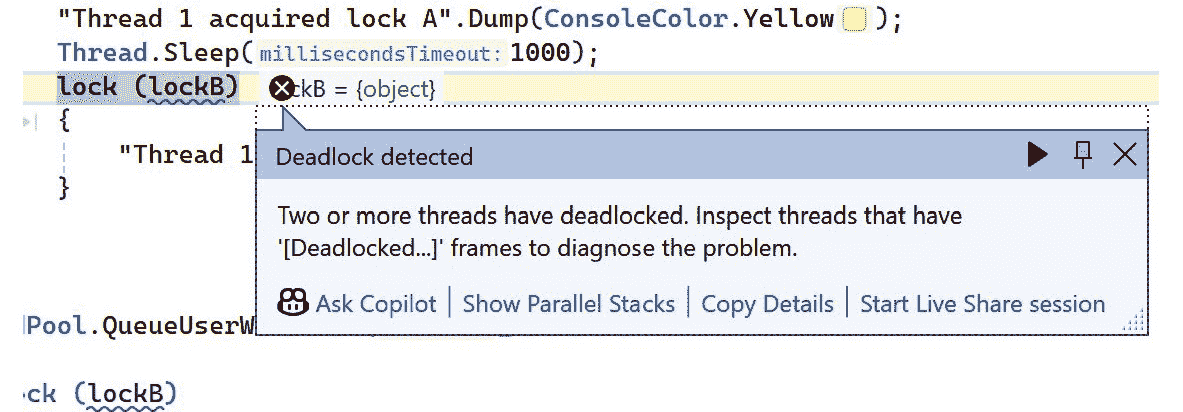 "Thread 1 acquired lock A".Dump(ConsoleColor.Yellow );
Thread.Sleep(millisecondsTimeout: 1000);
lock (lockB) ckB = {object}
{
"Thread 1
}
Deadlock detected
Two or more threads have deadlocked. Inspect threads that have
'[Deadlocked...]' frames to diagnose the problem.
Ask Copilot | Show Parallel Stacks | Copy Details | Start Live Share session
Pool.QueueUserW
ck (lockB)